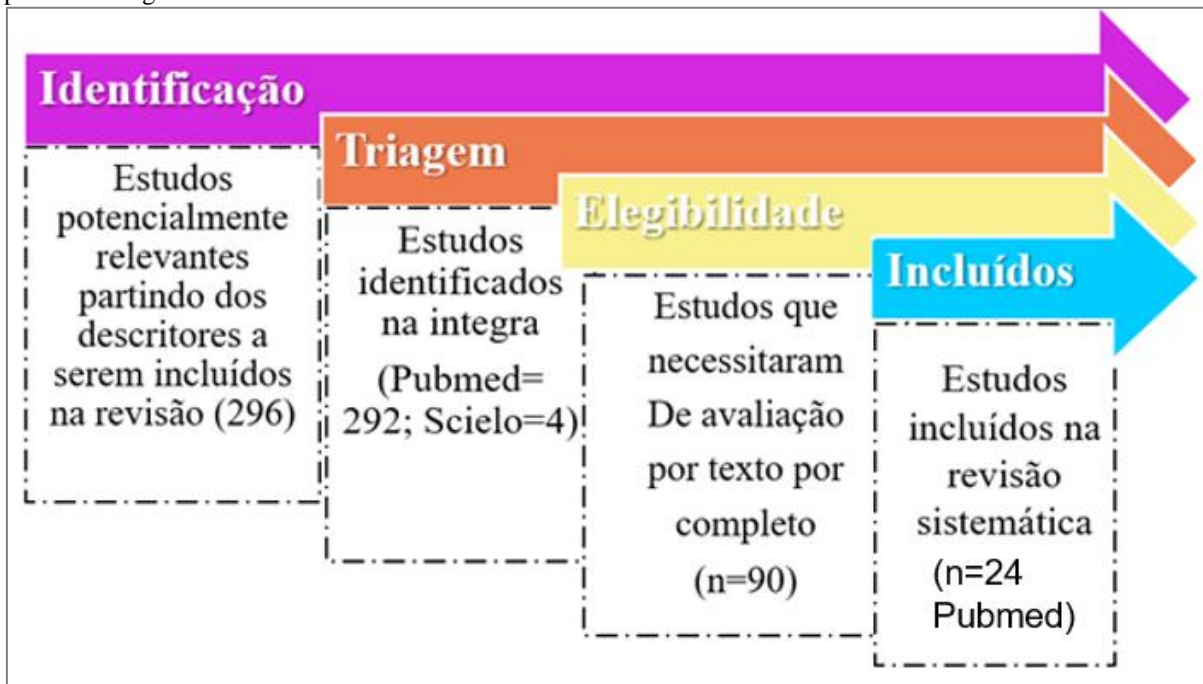 Identificação
Estudos
potencialmente
relevantes
partindo dos
descritores a
serem incluídos
na revisão (296)
Triagem
Estudos
identificados
na integra
(Pubmed=
292; Scielo=4)
Elegibilidade
Estudos que
necessitaram
De avaliação
por texto por
completo
(n=90)
Incluídos
Estudos
incluídos na
revisão
sistemática
(n=24
Pubmed)